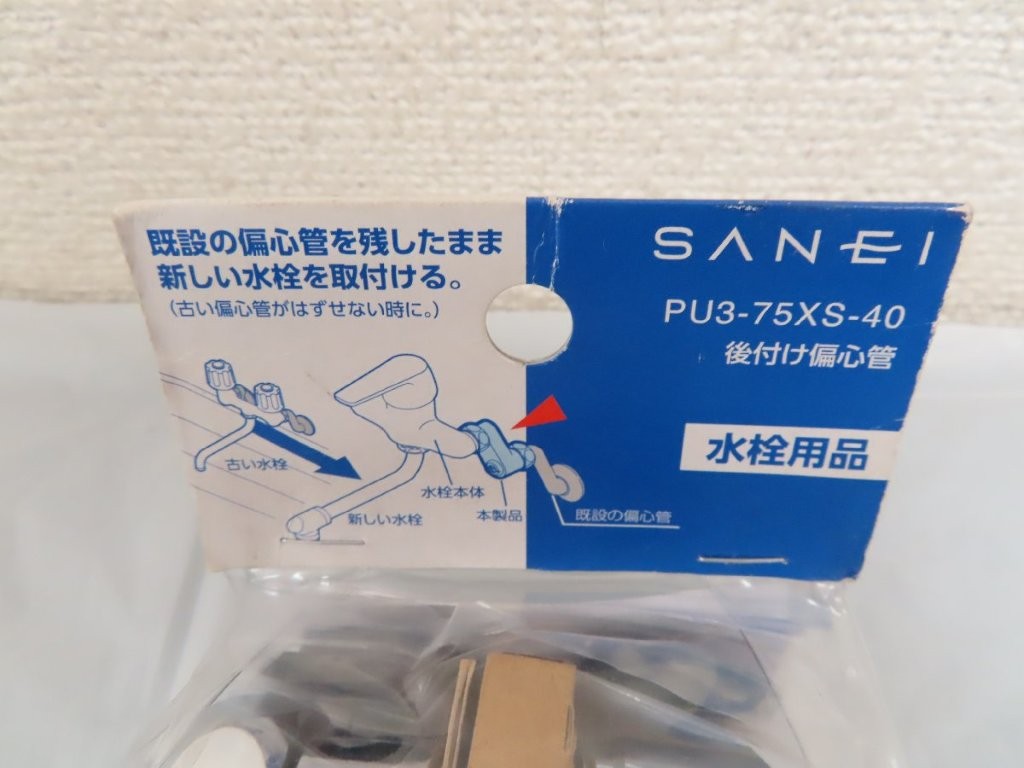 既設の偏心管を残したまま
新しい水栓を取付ける。
(古い偏心管がはずせない時に。)
古い水栓
新しい水栓
水栓本体
本製品
既設の偏心管
SANEI
PU3-75XS-40
後付け偏心管
水栓用品